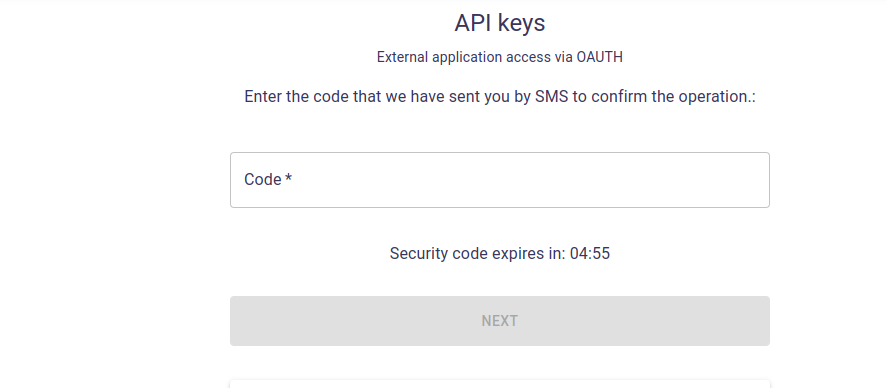 API keys
External application access via OAUTH
Enter the code that we have sent you by SMS to confirm the operation.:
Code *
Security code expires in: 04:55
NEXT